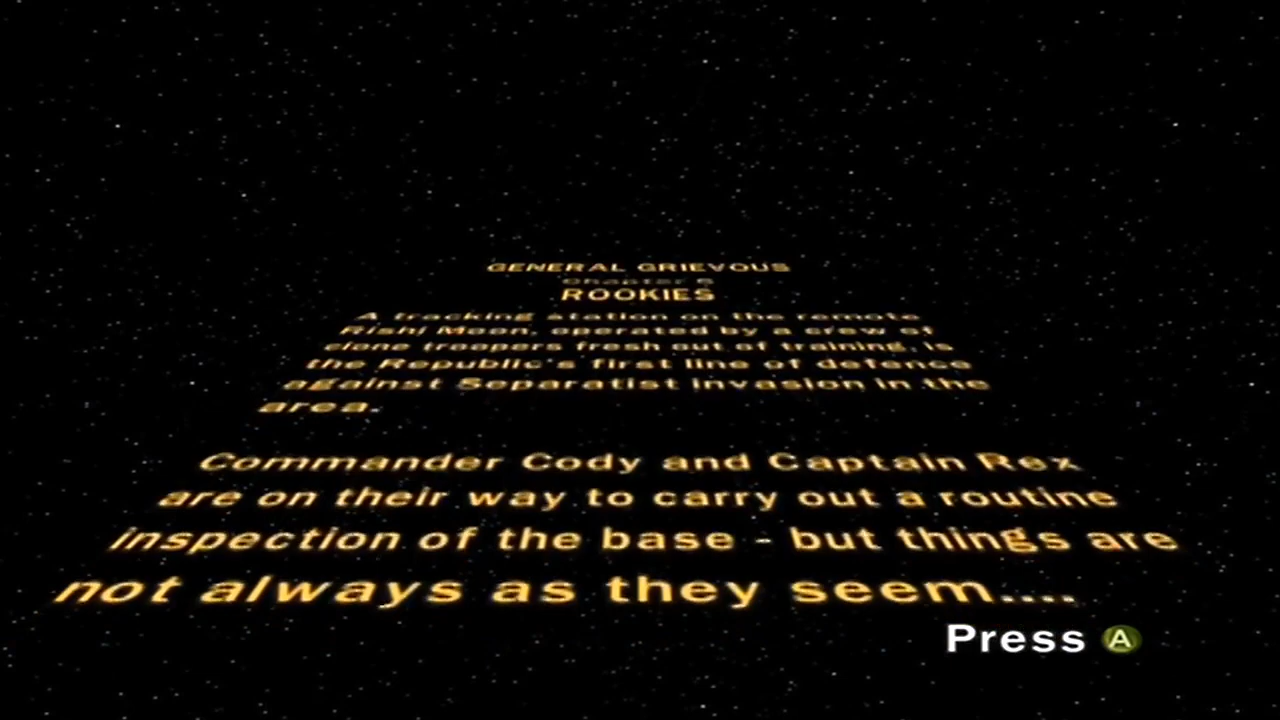 GENERAL GRIEVOUS
Chapter 5
ROOKIES
A tracking station on the remote
Rishi Moon, operated by a crew of
clone troopers fresh out of training, is
the Republic's first line of defence
against Separatist invasion in the
area.
Commander Cody and Captain Rex
are on their way to carry out a routine
inspection of the base - but things are
not always as they seem....
Press A